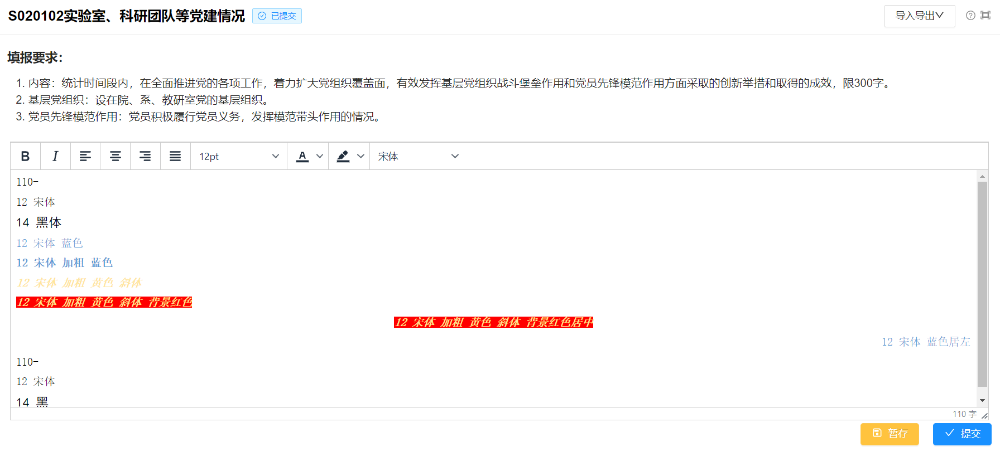 S020102实验室、科研团队等党建情况 已提交 导入导出
填报要求：
1. 内容：统计时间段内，在全面推进党的各项工作，着力扩大党组织覆盖面，有效发挥基层党组织战斗堡垒作用和党员先锋模范作用方面采取的创新举措和取得的成效，限300字。
2. 基层党组织：设在院、系、教研室党的基层组织。
3. 党员先锋模范作用：党员积极履行党员义务，发挥模范带头作用的情况。
B I 12pt A 宋体
110-
12 宋体
14 黑体
12 宋体 蓝色
12 宋体 加粗 蓝色
12 宋体 加粗 黄色 斜体
12 宋体 加粗 黄色 斜体 背景红色
12 宋体 加粗 黄色 斜体 背景红色居中
12 宋体 蓝色居左
110-
12 宋体
14 黑
110 字
暂存 提交